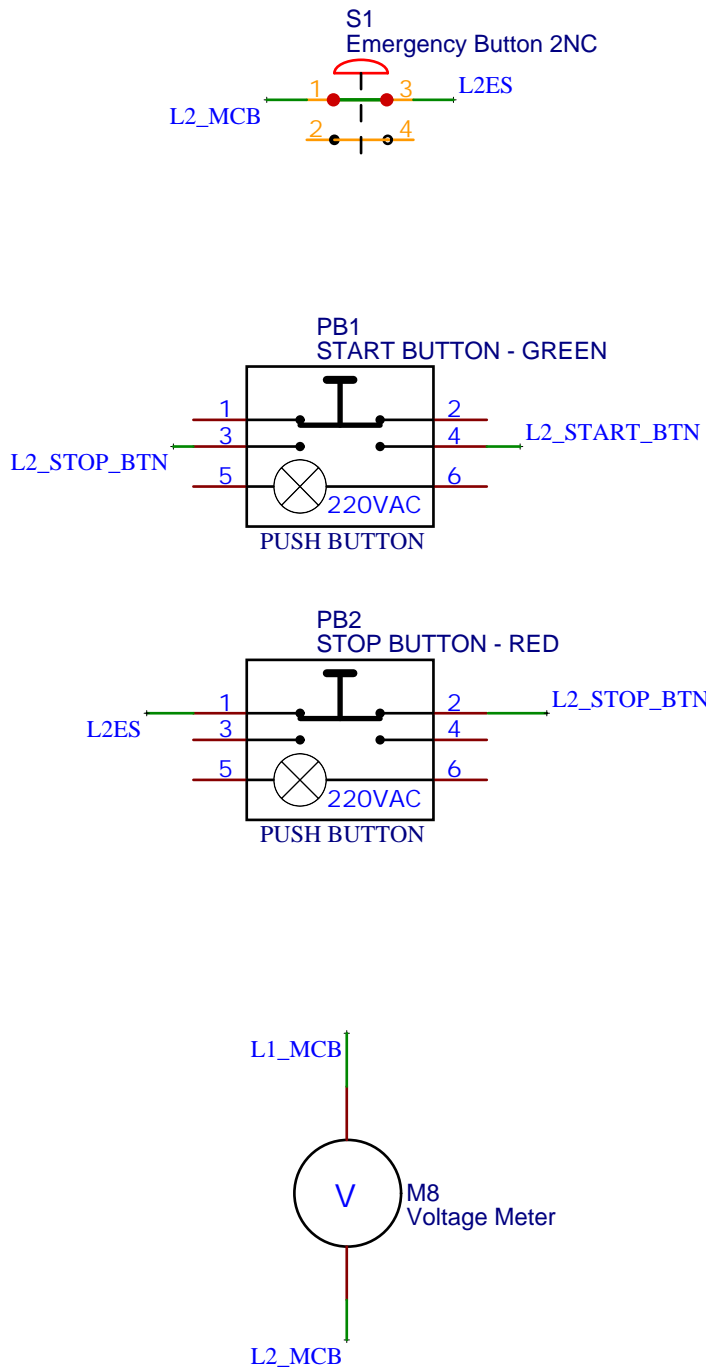 S1
Emergency Button 2NC
1
3
L2ES
L2_MCB
2
4
PB1
START BUTTON - GREEN
1
2
3
4
L2_START_BTN
L2_STOP_BTN
5
6
220VAC
PUSH BUTTON
PB2
STOP BUTTON - RED
1
2
L2_STOP_BTN
L2ES
3
4
5
6
220VAC
PUSH BUTTON
L1_MCB
V
M8
Voltage Meter
L2_MCB